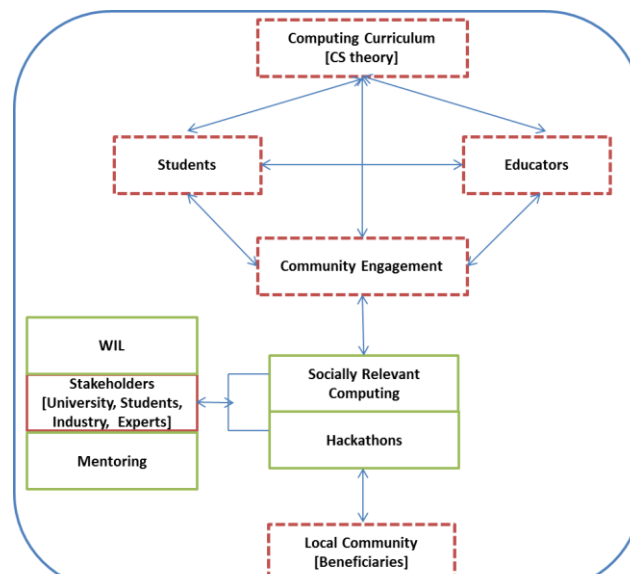 Computing Curriculum
[CS theory]
Students
Educators
Community Engagement
WIL
Stakeholders
[University, Students,
Industry, Experts]
Mentoring
Socially Relevant
Computing
Hackathons
Local Community
[Beneficiaries]